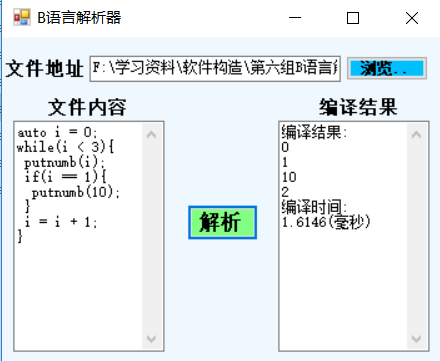 B语言解析器
文件地址 F:\学习资料\软件构造\第六组B语言 浏览..
文件内容 编译结果
auto i = 0;
while(i < 3){
putnumb(i);
if(i == 1){
putnumb(10);
}
i = i + 1;
}
解析
编译结果:
0
1
10
2
编译时间:
1.6146(毫秒)